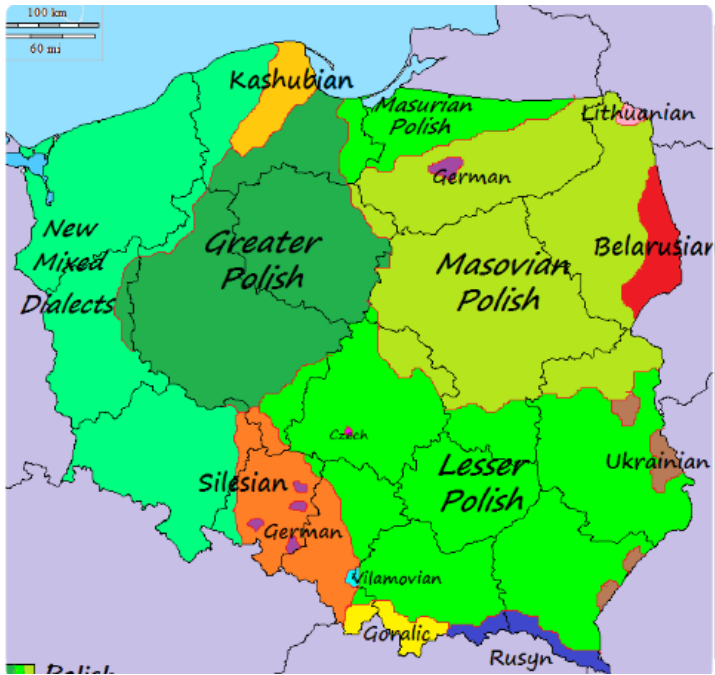 100 km
60 mi
Kashubian
Masurian
Polish
Lithuanian
German
New
Mixed
Dialects
Greater
Polish
Masovian
Polish
Belarusian
Czech
Silesian
German
Lesser
Polish
Ukrainian
Vilamovian
Goralic
Rusyn
Polish